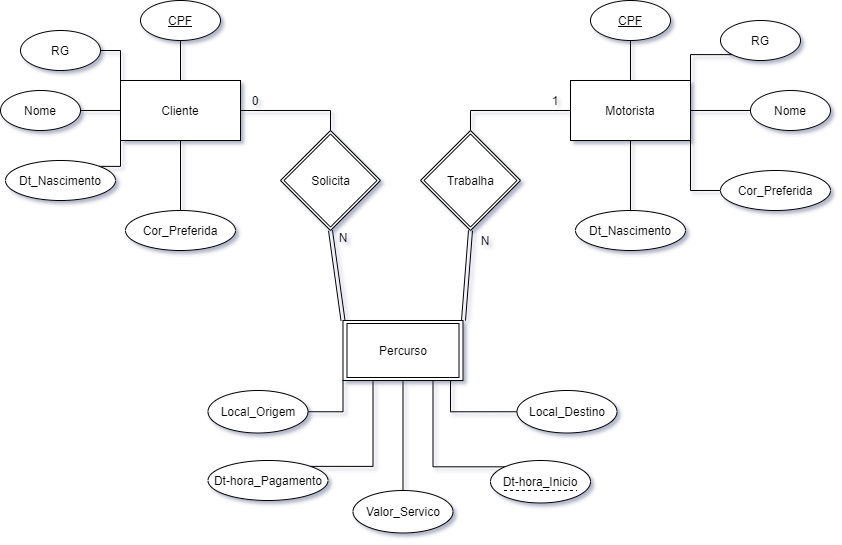 CPF
CPF
RG
RG
Cliente
0
1
Motorista
Nome
Nome
Dt_Nascimento
Solicita
Trabalha
Cor_Preferida
Cor_Preferida
Dt_Nascimento
N
N
Percurso
Local_Origem
Local_Destino
Dt-hora_Pagamento
Dt-hora_Inicio
Valor_Servico